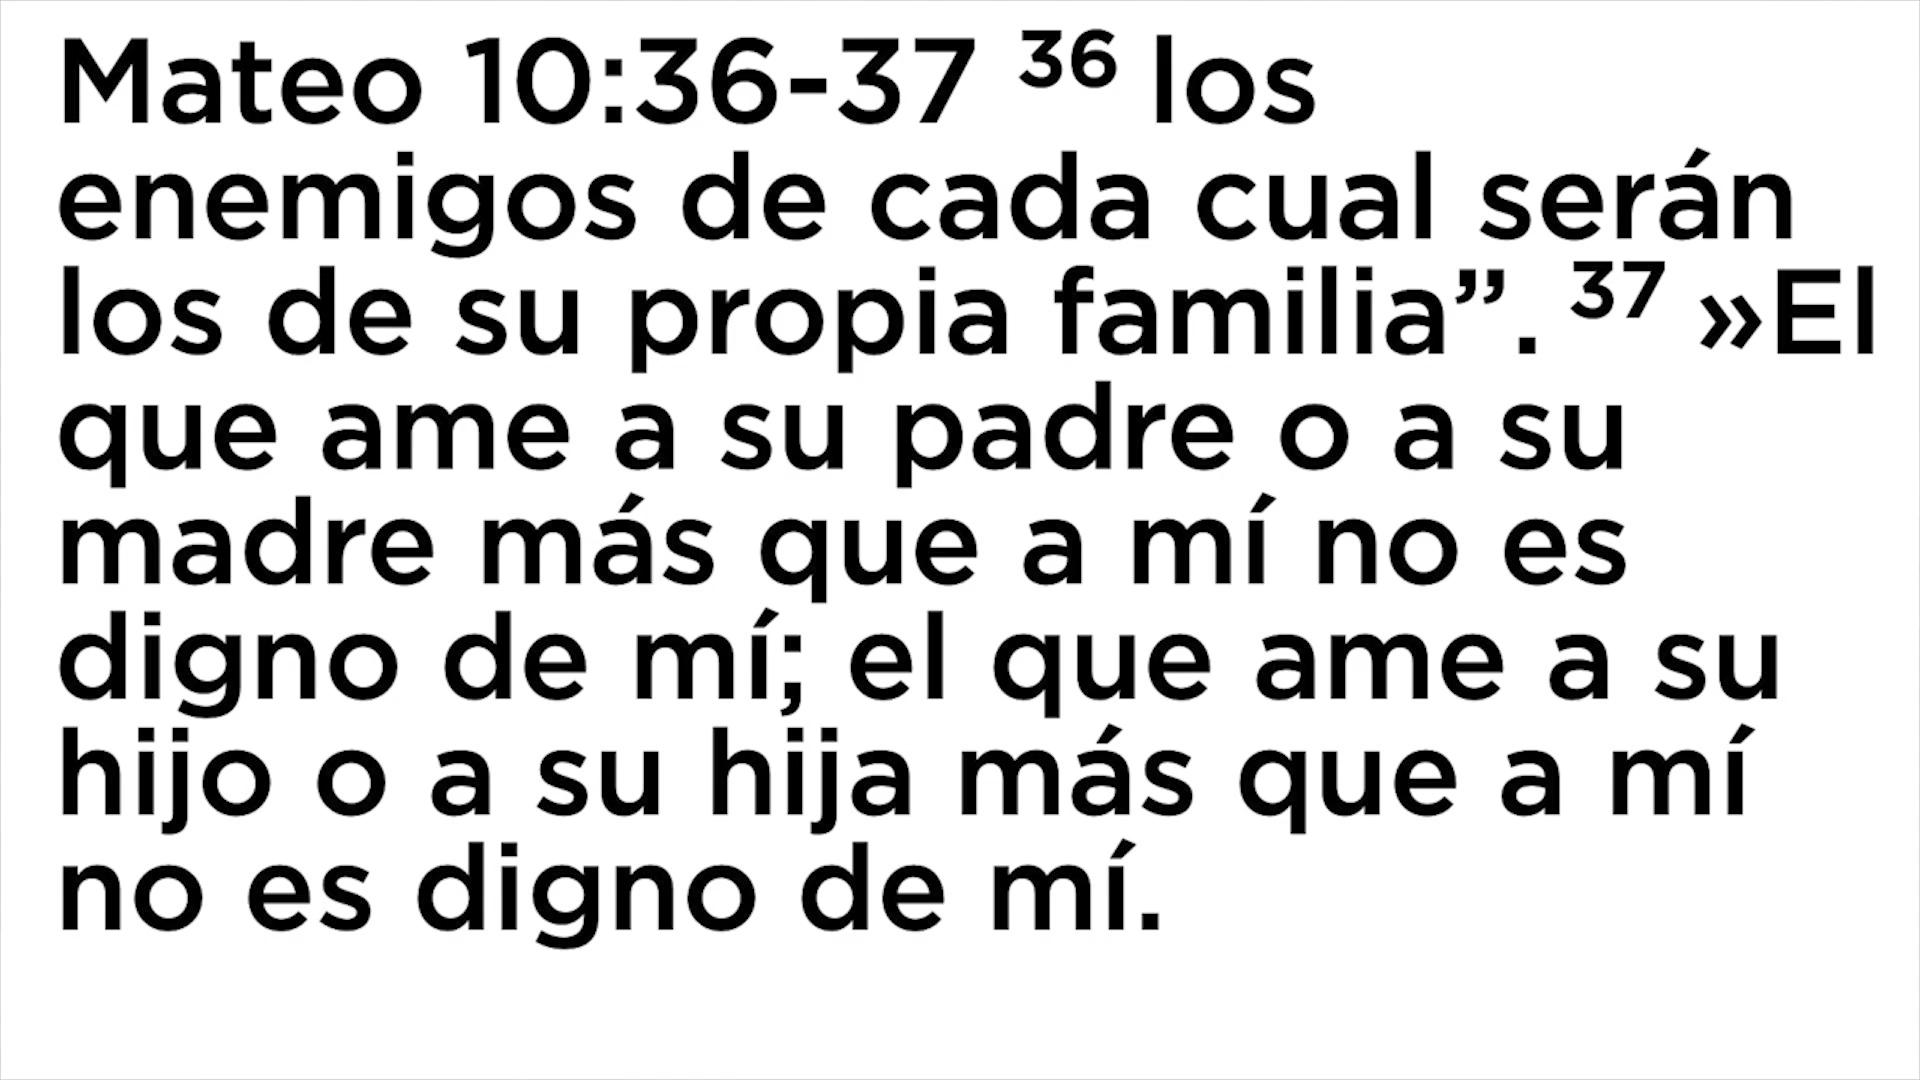 Mateo 10:36-37 ³⁶ los
enemigos de cada cual serán
los de su propia familia”. ³⁷ »El
que ame a su padre o a su
madre más que a mí no es
digno de mí; el que ame a su
hijo o a su hija más que a mí
no es digno de mí.